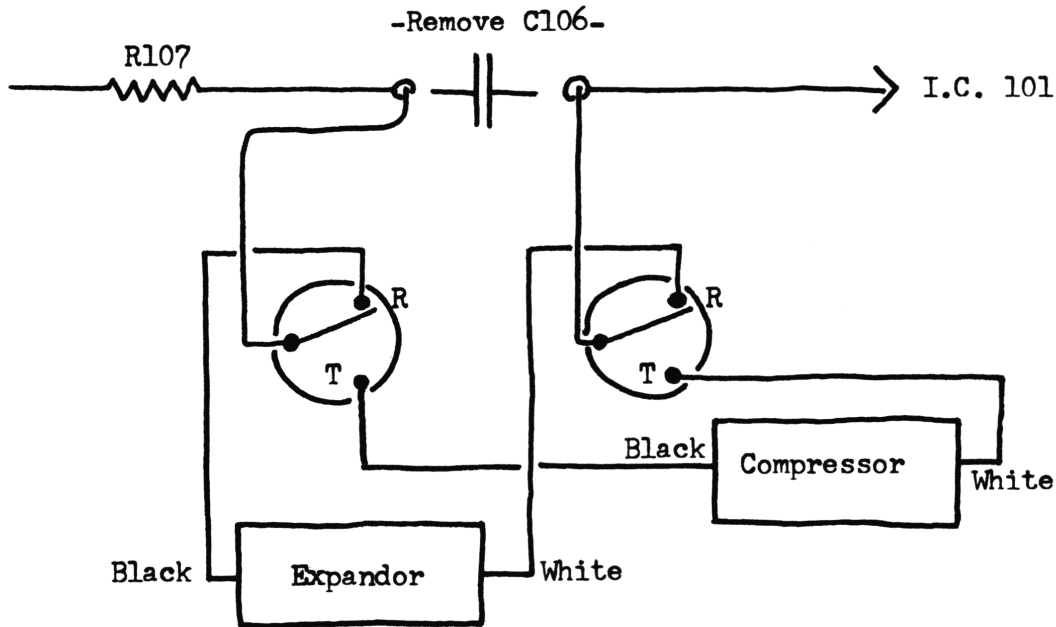 -Remove C106-
R107
I.C. 101
R
R
T
T
Black
Compressor
White
Black
Expandor
White